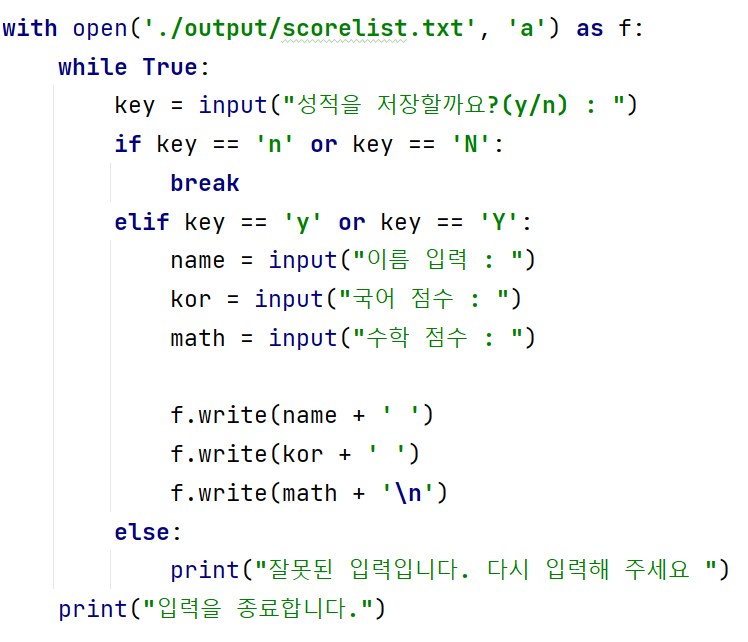 with open('./output/scorelist.txt', 'a') as f:
    while True:
        key = input("성적을 저장할까요?(y/n) : ")
        if key == 'n' or key == 'N':
            break
        elif key == 'y' or key == 'Y':
            name = input("이름 입력 : ")
            kor = input("국어 점수 : ")
            math = input("수학 점수 : ")

            f.write(name + ' ')
            f.write(kor + ' ')
            f.write(math + '\n')
        else:
            print("잘못된 입력입니다. 다시 입력해 주세요 ")
    print("입력을 종료합니다.")